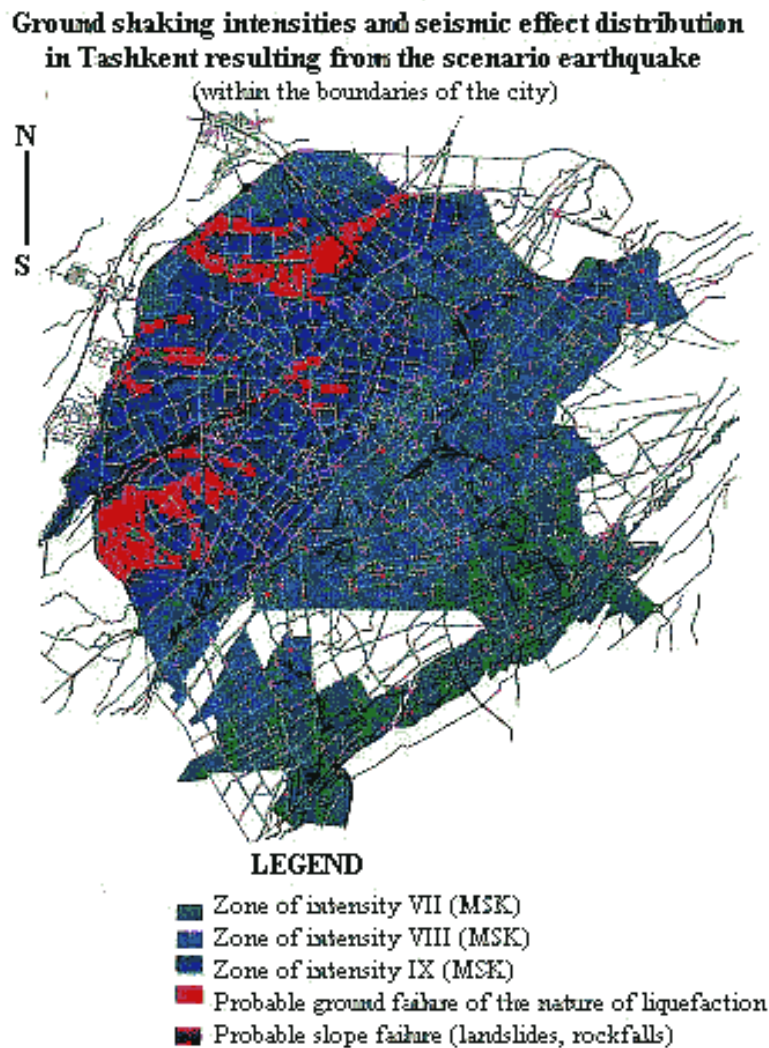 Ground shaking intensities and seismic effect distribution
in Tashkent resulting from the scenario earthquake
(within the boundaries of the city)
N
S
LEGEND
Zone of intensity VII (MSK)
Zone of intensity VIII (MSK)
Zone of intensity IX (MSK)
Probable ground failure of the nature of liquefaction
Probable slope failure (landslides, rockfalls)